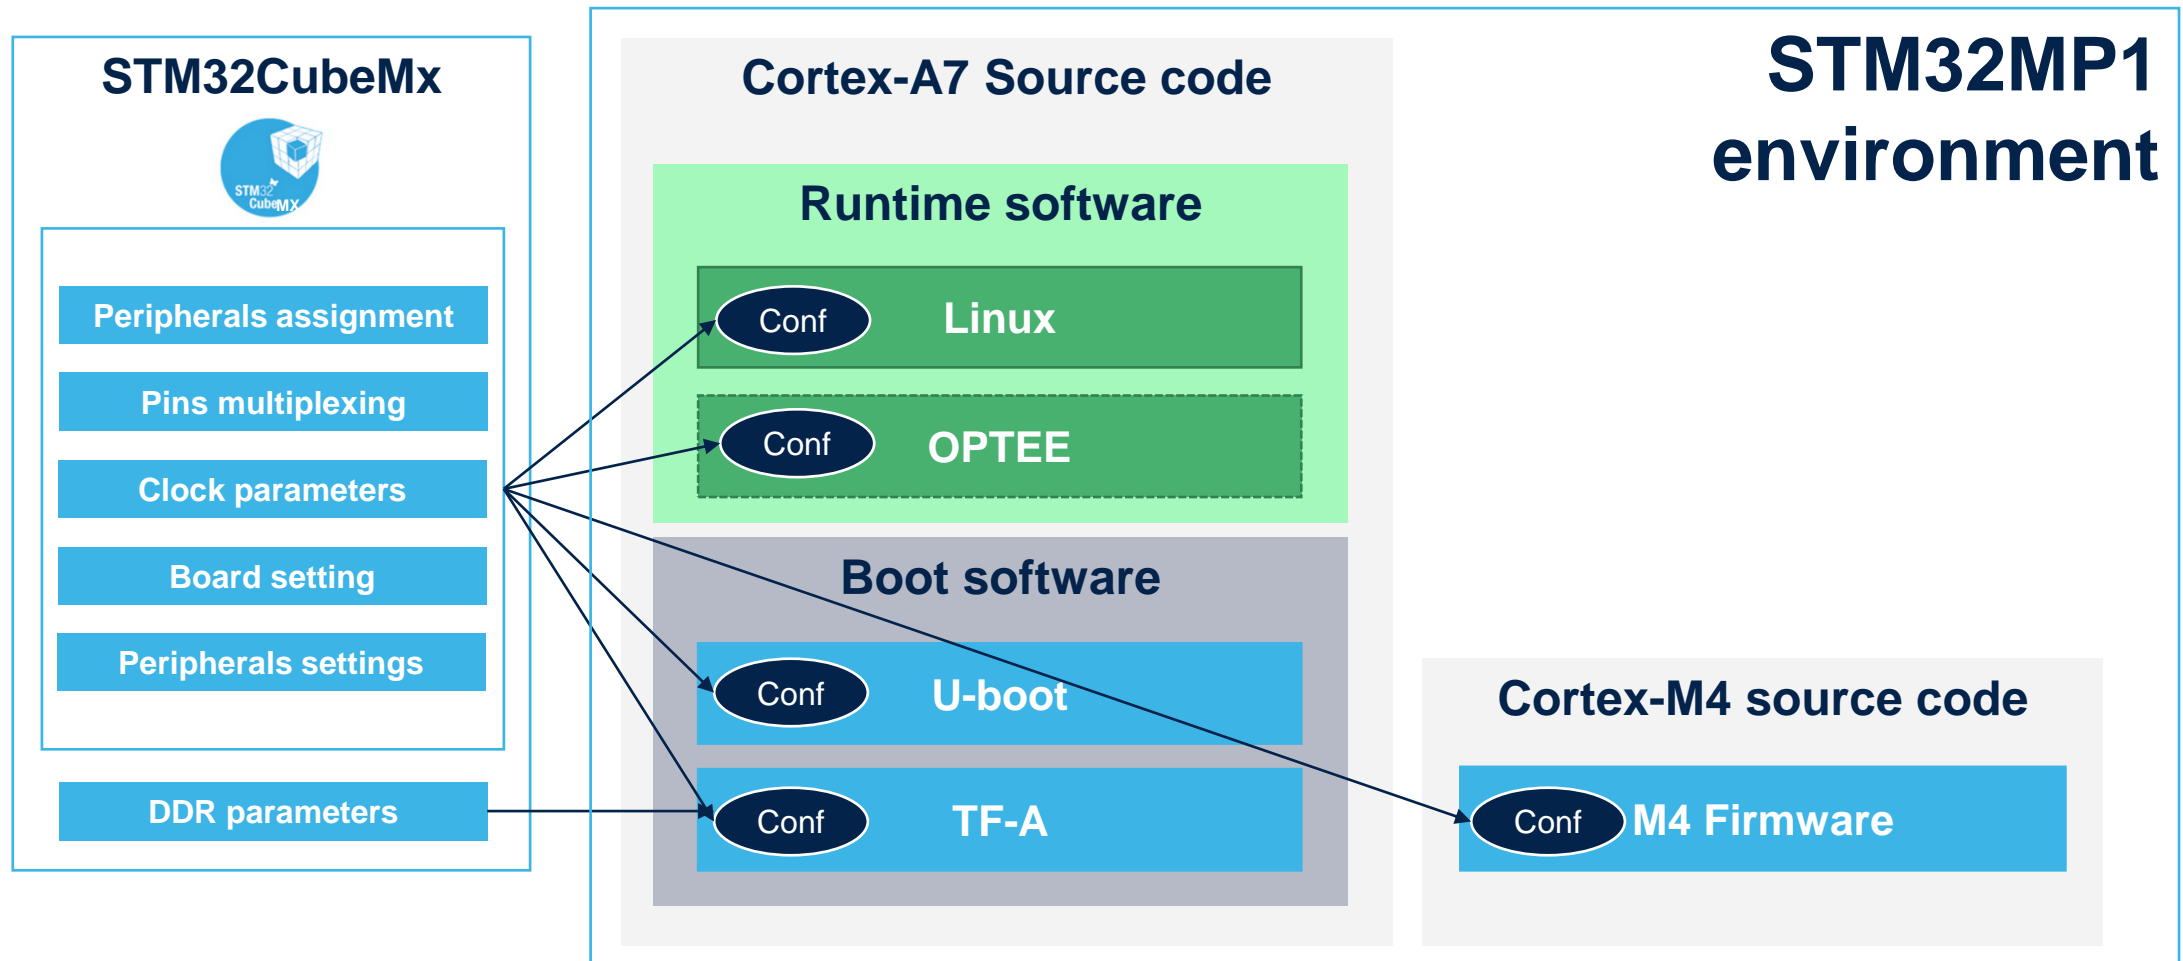 STM32CubeMx
STM32
CubeMX
Peripherals assignment
Pins multiplexing
Clock parameters
Board setting
Peripherals settings
DDR parameters
Cortex-A7 Source code
Runtime software
Conf Linux
Conf OPTEE
Boot software
Conf U-boot
Conf TF-A
STM32MP1
environment
Cortex-M4 source code
Conf M4 Firmware